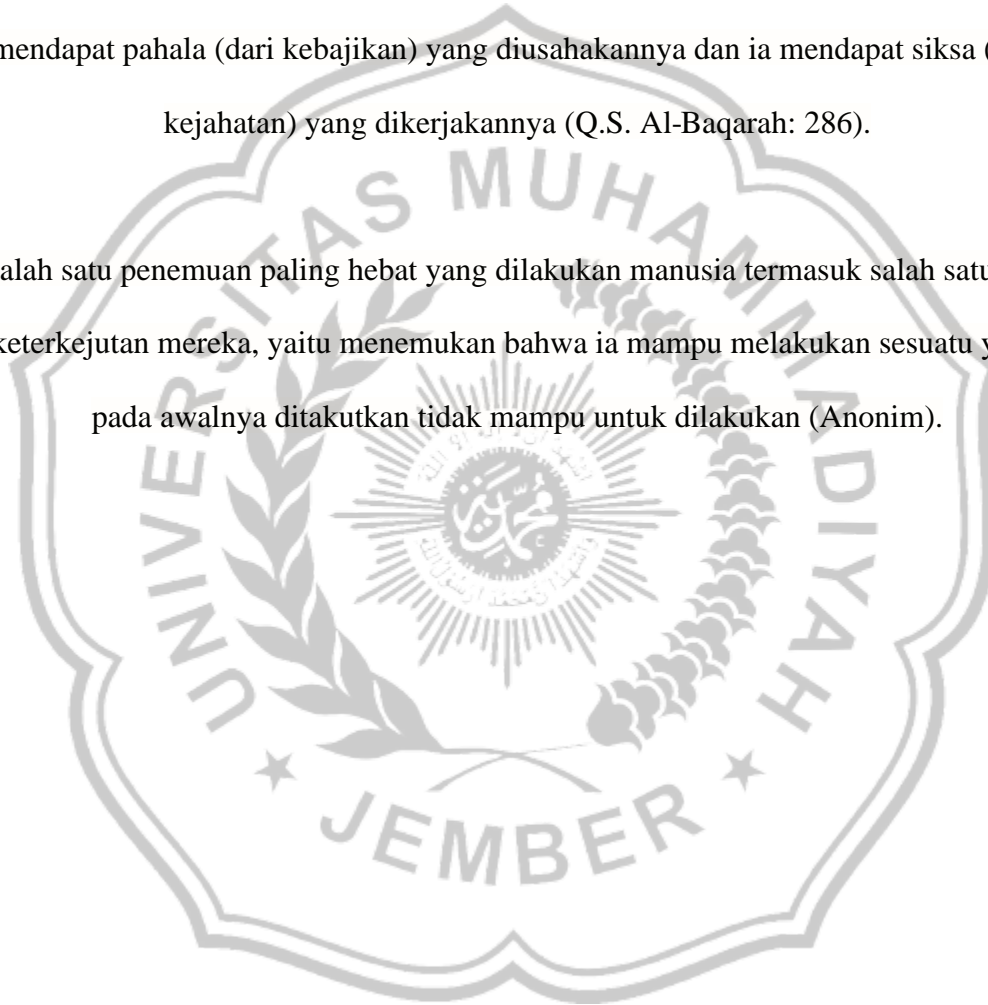 mendapat pahala (dari kebajikan) yang diusahakannya dan ia mendapat siksa (
kejahatan) yang dikerjakannya (Q.S. Al-Baqarah: 286).
alah satu penemuan paling hebat yang dilakukan manusia termasuk salah satu
keterkejutan mereka, yaitu menemukan bahwa ia mampu melakukan sesuatu y
pada awalnya ditakutkan tidak mampu untuk dilakukan (Anonim).
UNIVERSITAS MUHAMMADIYAH
JEMBER